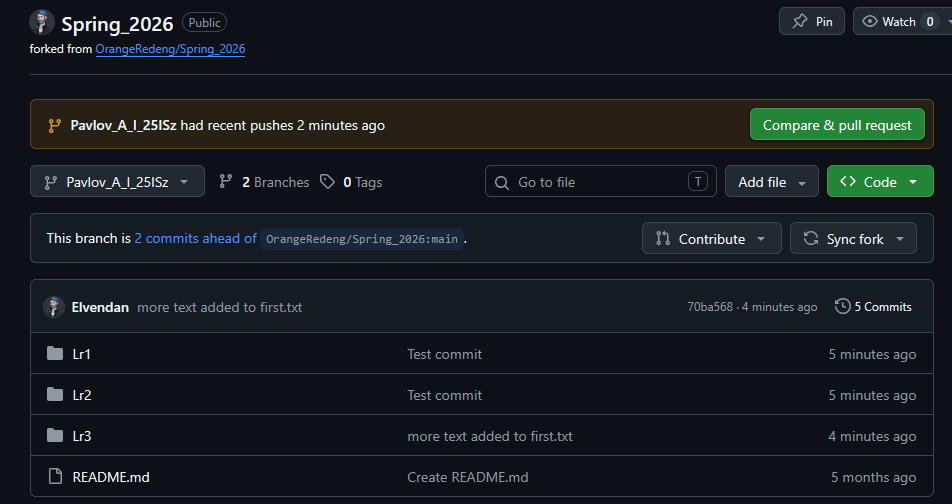 Spring_2026 Public Pin Watch 0
forked from OrangeRedeng/Spring_2026
Pavlov_A_I_25ISz had recent pushes 2 minutes ago Compare & pull request
Pavlov_A_I_25ISz 2 Branches 0 Tags Go to file T Add file Code
This branch is 2 commits ahead of OrangeRedeng/Spring_2026:main. Contribute Sync fork
Elvendan more text added to first.txt 70ba568 · 4 minutes ago 5 Commits
Lr1 Test commit 5 minutes ago
Lr2 Test commit 5 minutes ago
Lr3 more text added to first.txt 4 minutes ago
README.md Create README.md 5 months ago